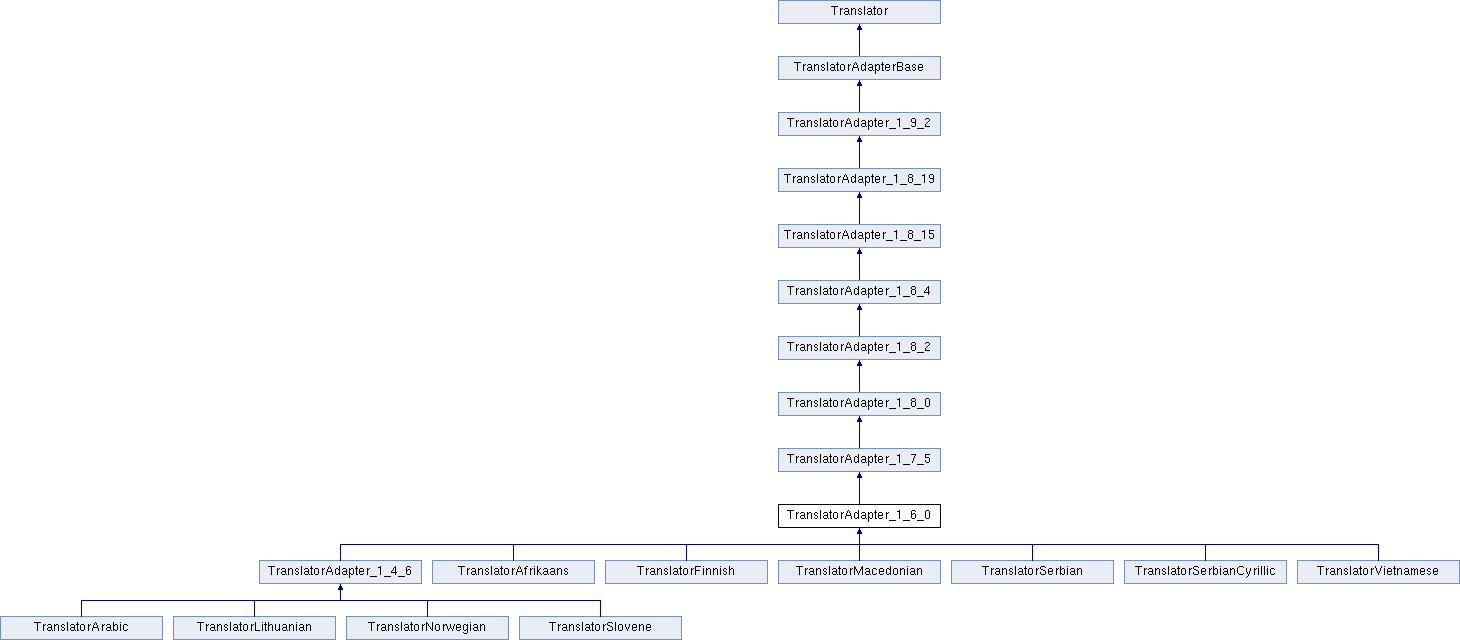 Translator
TranslatorAdapterBase
TranslatorAdapter_1_9_2
TranslatorAdapter_1_8_19
TranslatorAdapter_1_8_15
TranslatorAdapter_1_8_4
TranslatorAdapter_1_8_2
TranslatorAdapter_1_8_0
TranslatorAdapter_1_7_5
TranslatorAdapter_1_6_0
TranslatorAdapter_1_4_6
TranslatorAfrikaans
TranslatorFinnish
TranslatorMacedonian
TranslatorSerbian
TranslatorSerbianCyrillic
TranslatorVietnamese
TranslatorArabic
TranslatorLithuanian
TranslatorNorwegian
TranslatorSlovene